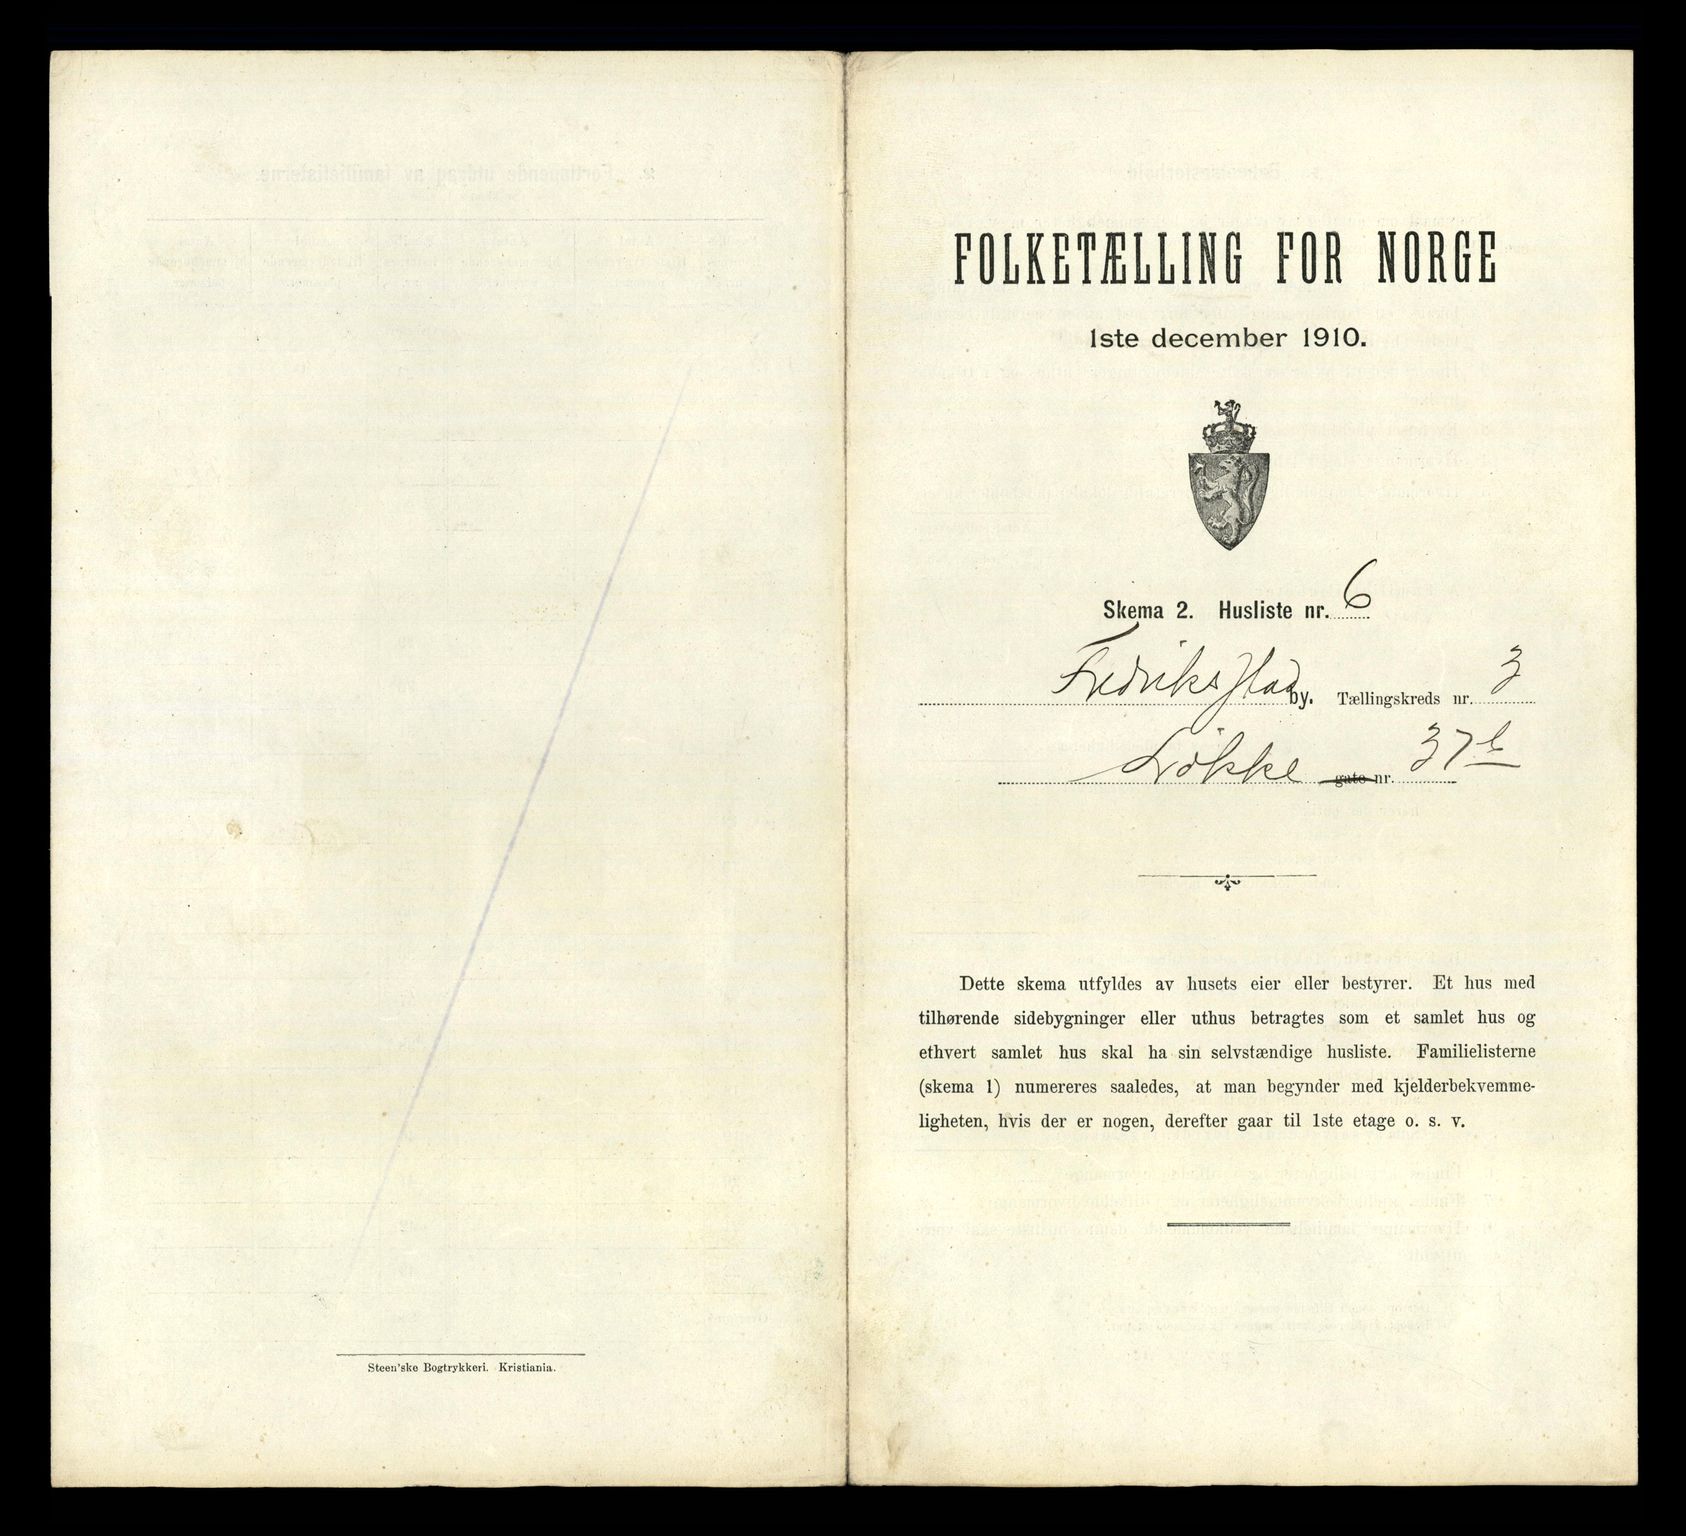 FOLKETÆLLING FOR NORGE
1ste december 1910.
Skema 2. Husliste nr. 6
Fredriksstad by. Tællingskreds nr. 3
Løkke gate nr. 37b
Dette skema utfyldes av husets eier eller bestyrer. Et hus med
tilhørende sidebygninger eller uthus betragtes som et samlet hus og
ethvert samlet hus skal ha sin selvstændige husliste. Familielisterne
(skema 1) numereres saaledes, at man begynder med kjelderbekvemme-
ligheten, hvis der er nogen, derefter gaar til 1ste etage o. s. v.
Steen'ske Bogtrykkeri. Kristiania.